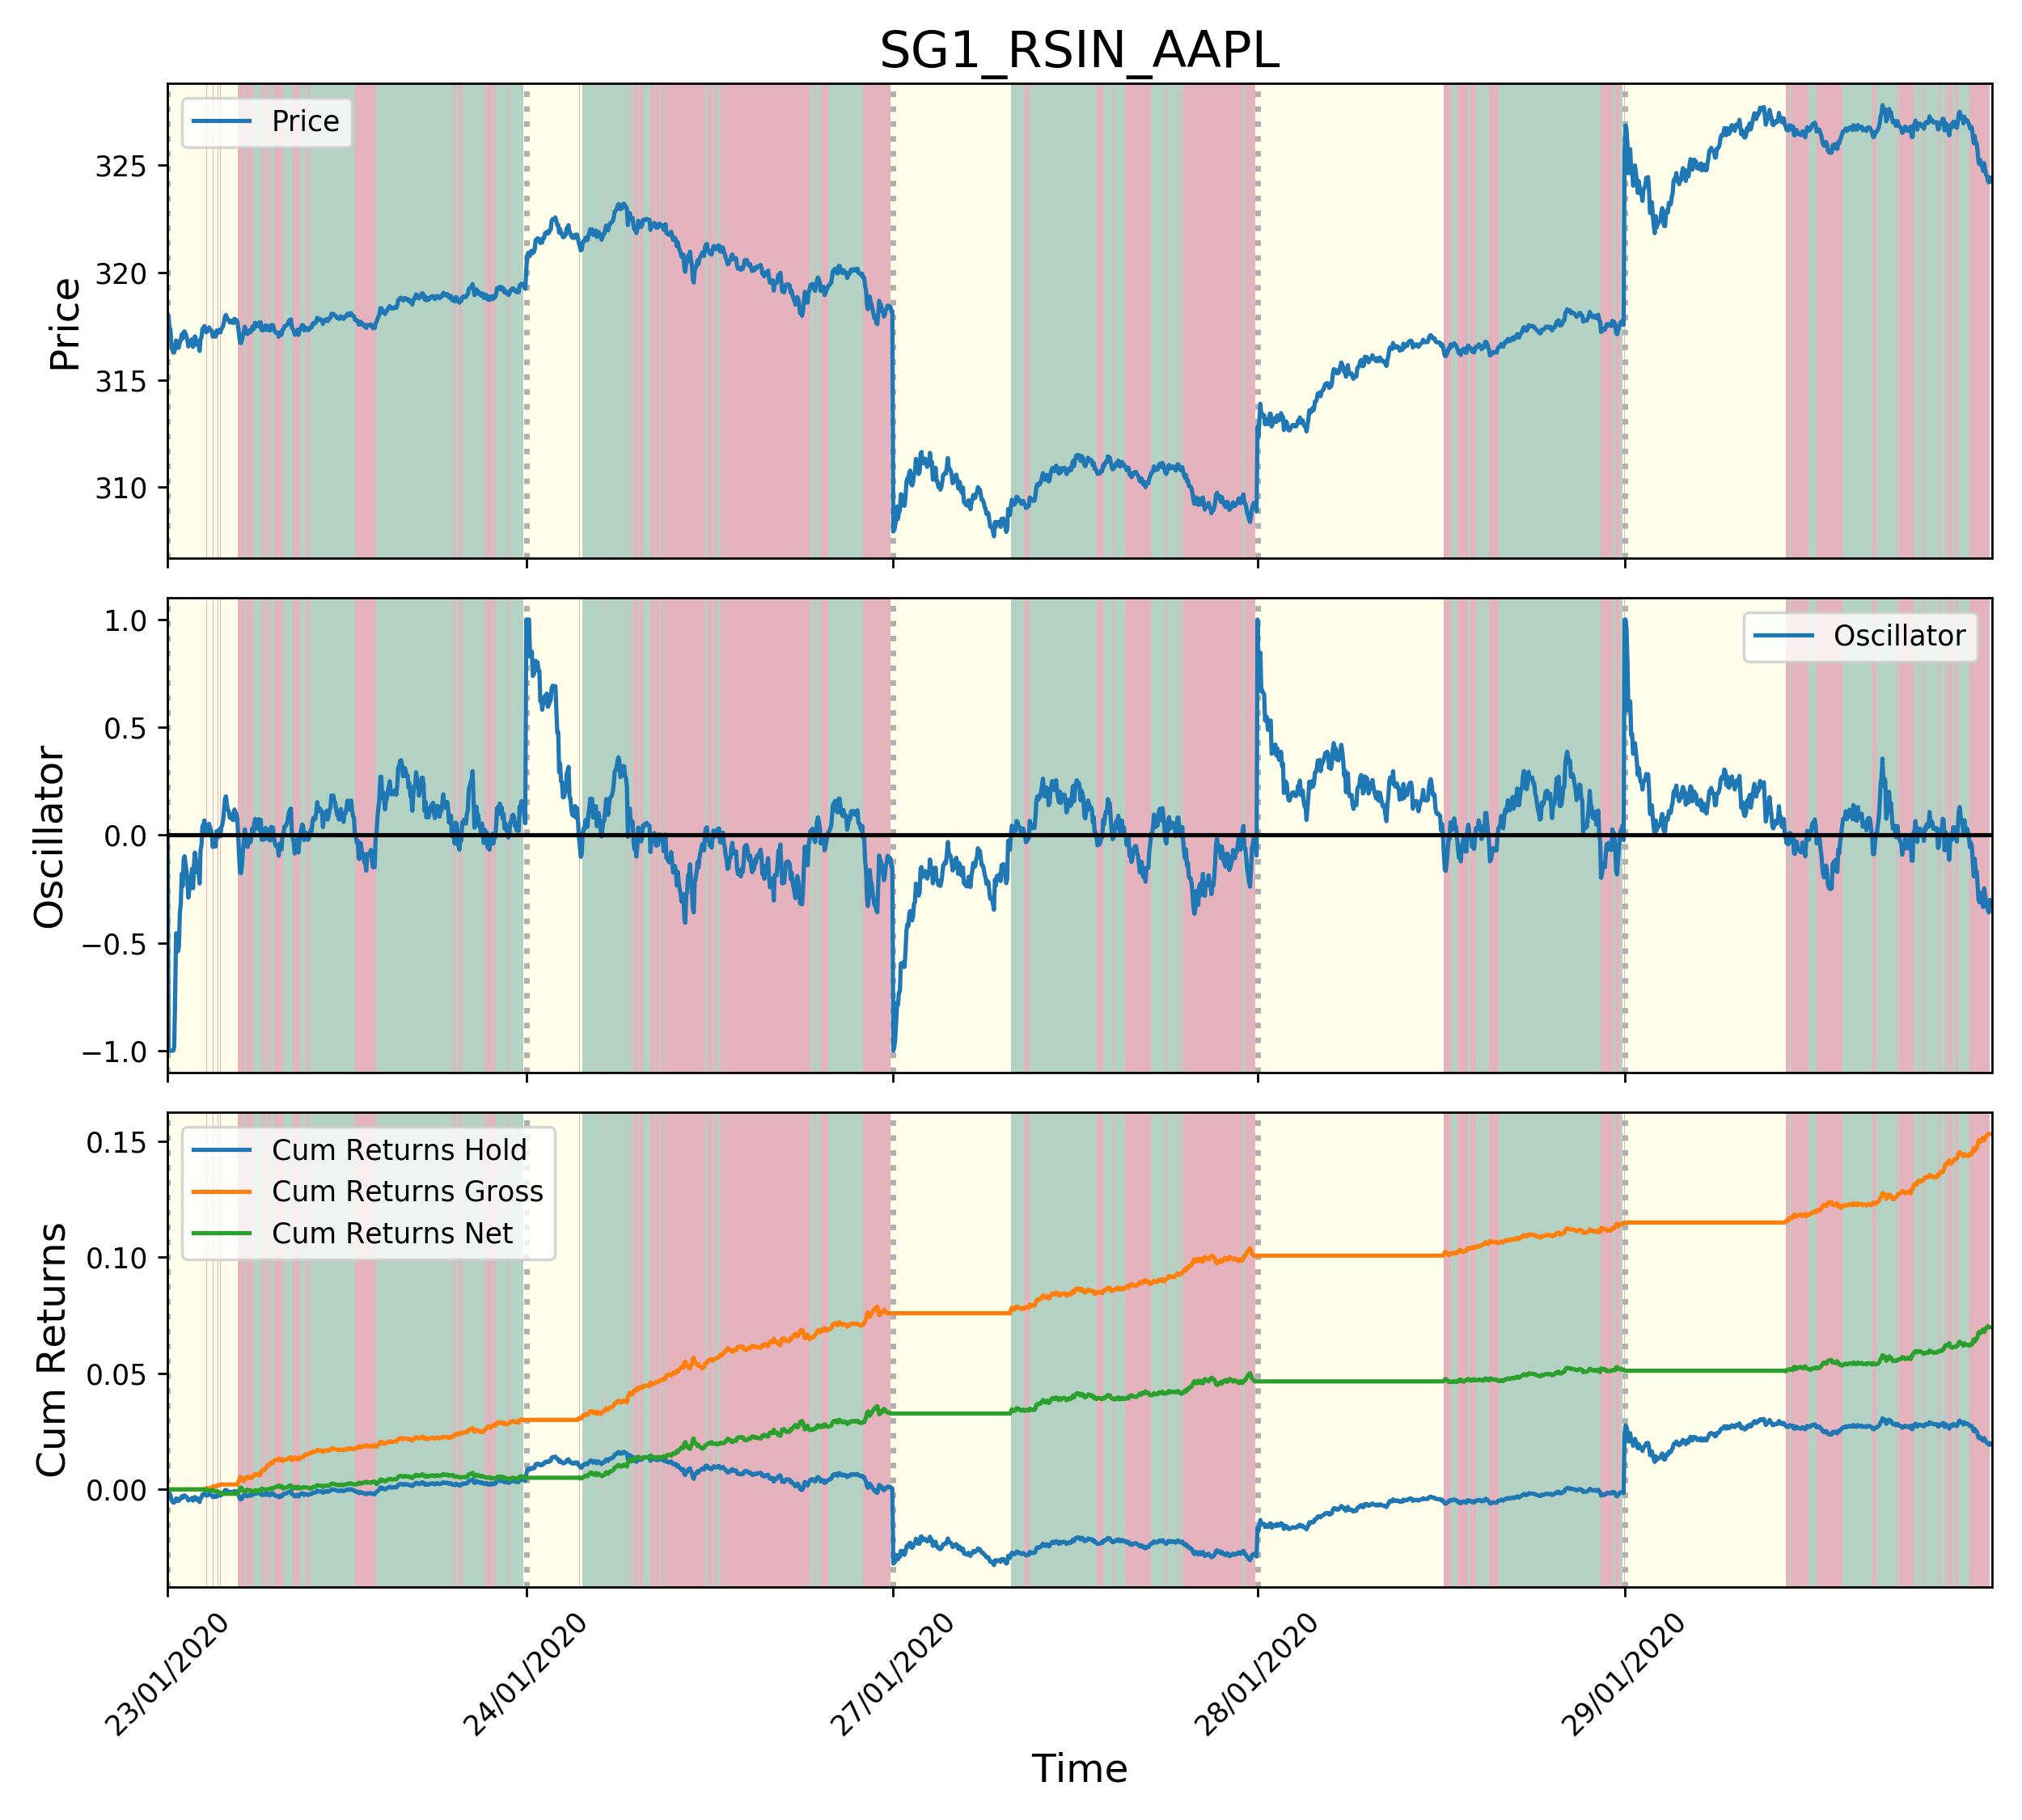 SG1_RSIN_AAPL
Price
325
320
315
310
Price
Oscillator
1.0
0.5
0.0
−0.5
−1.0
Oscillator
Cum Returns Hold
Cum Returns Gross
Cum Returns Net
0.15
0.10
0.05
0.00
Cum Returns
23/01/2020
24/01/2020
27/01/2020
28/01/2020
29/01/2020
Time